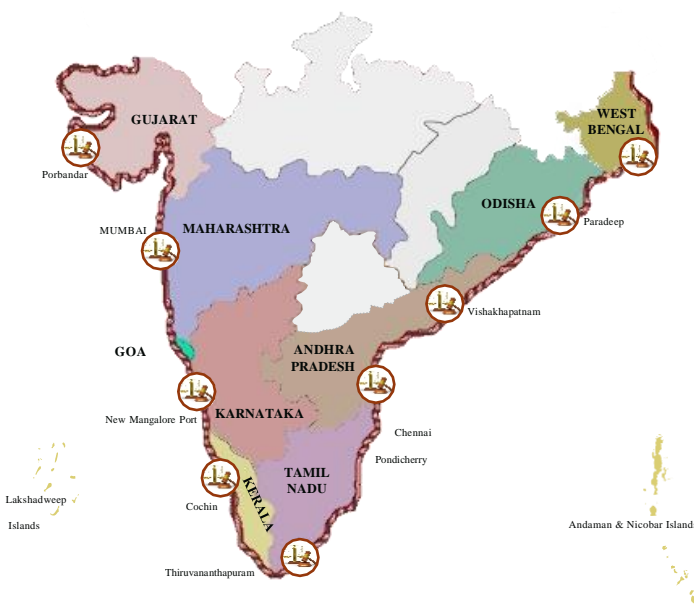 WEST
BENGAL
GUJARAT
Porbandar
ODISHA
Paradeep
MUMBAI
MAHARASHTRA
Vishakhapatnam
GOA
ANDHRA
PRADESH
New Mangalore Port
KARNATAKA
Chennai
Pondicherry
TAMIL
NADU
KERALA
Lakshadweep
Islands
Cochin
Andaman & Nicobar Islands
Thiruvananthapuram